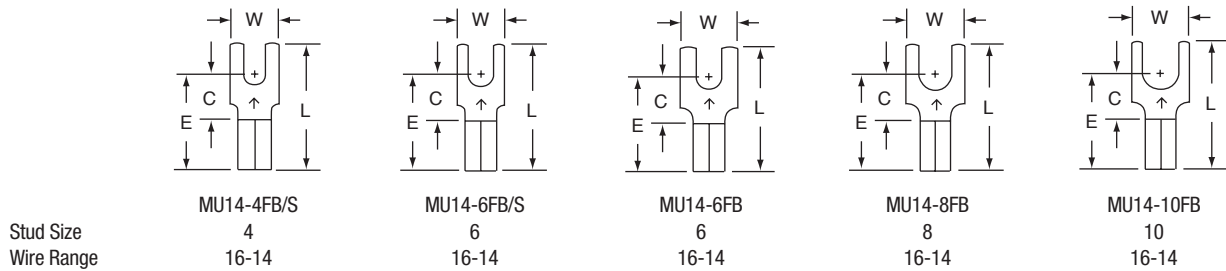 W W W W W
C E L
C E L
C E L
C E L
C E L
MU14-4FB/S MU14-6FB/S MU14-6FB MU14-8FB MU14-10FB
Stud Size 4 6 6 8 10
Wire Range 16-14 16-14 16-14 16-14 16-14